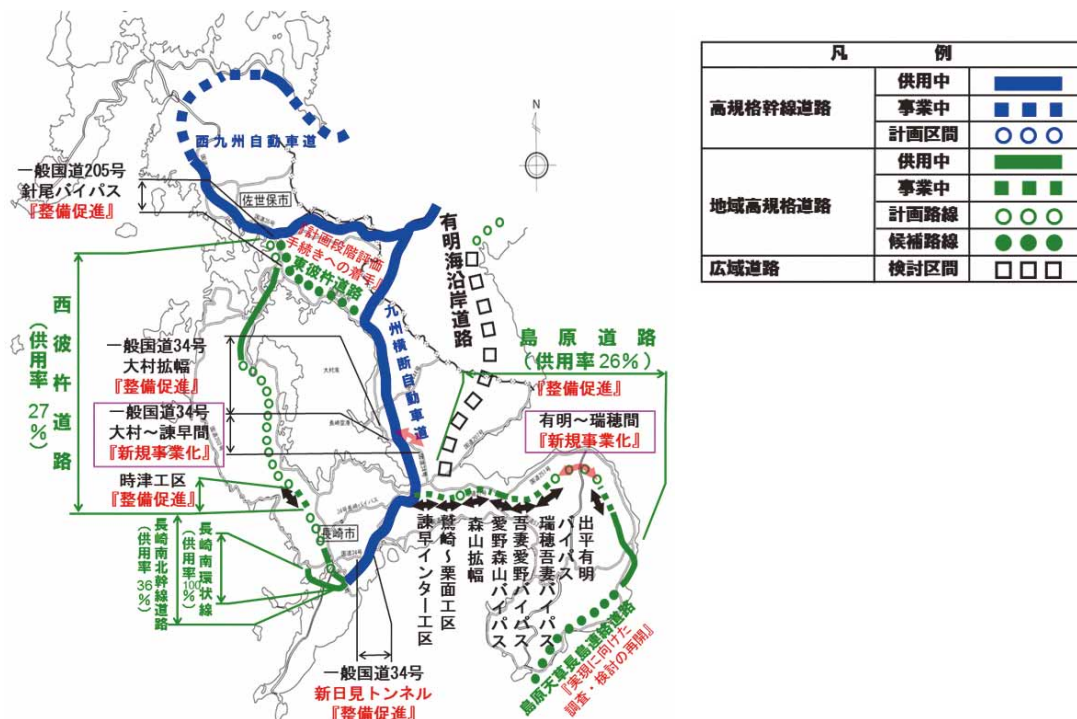 西九州自動車道
N
一般国道205号
針尾バイパス
『整備促進』
佐世保市
計画段階評価
手続きへの着手』
東彼杵道路
九州横断自動車道
有明海沿岸道路
西彼杵道路
(供用率 27%)
一般国道34号
大村拡幅
『整備促進』
大村湾
長崎空港
一般国道34号
大村～諫早間
『新規事業化』
島原道路
(供用率 26%)
『整備促進』
有明～瑞穂間
『新規事業化』
時津工区
『整備促進』
長崎市
長崎南北幹線道路
(供用率 36%)
長崎南環状線
(供用率 100%)
諫早インター工区
鷲崎～栗面工区
森山拡幅
愛野森山バイパス
吾妻愛野バイパス
瑞穂吾妻バイパス
出平有明
バイパス
島原天草長島連絡道路
『実現に向けた
調査・検討の再開』
一般国道34号
新日見トンネル
『整備促進』
凡例
高規格幹線道路
供用中
事業中
計画区間
地域高規格道路
供用中
事業中
計画路線
候補路線
広域道路
検討区間